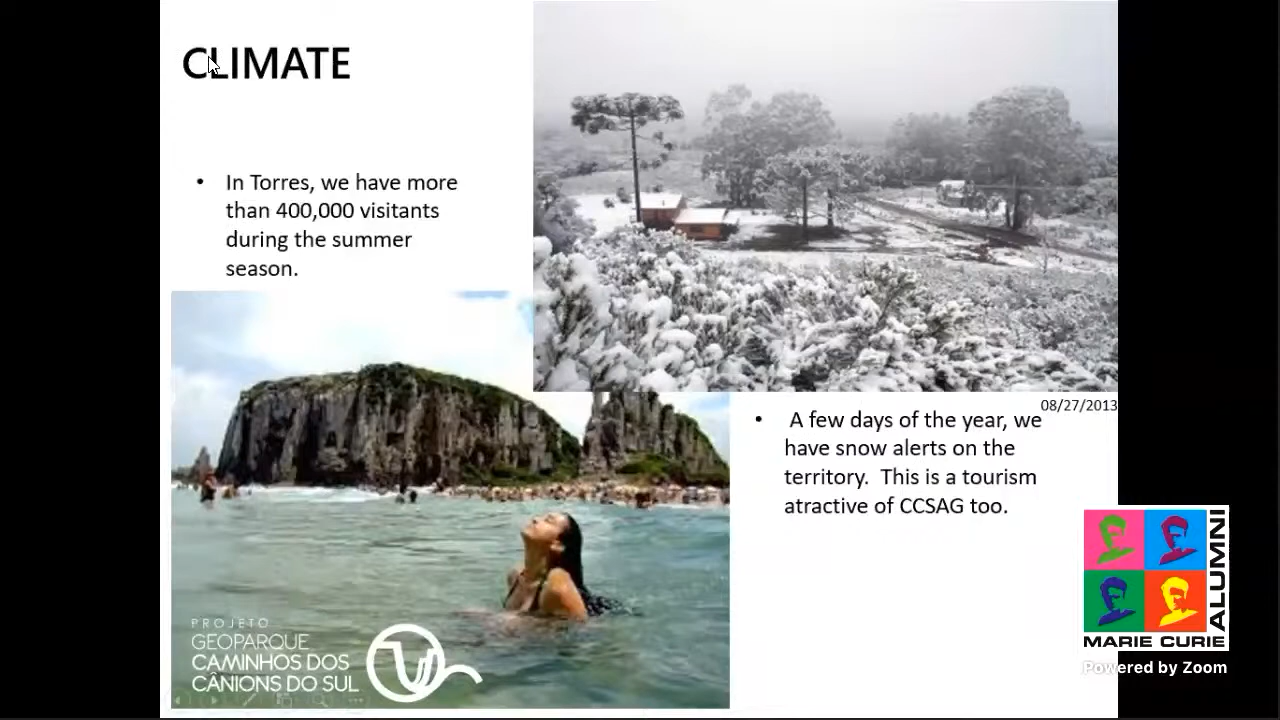 CLIMATE
• In Torres, we have more
than 400,000 visitants
during the summer
season.
08/27/2013
• A few days of the year, we
have snow alerts on the
territory. This is a tourism
atractive of CCSAG too.
PROJETO
GEOPARQUE
CAMINHOS DOS
CÂNIONS DO SUL
ALUMNI
MARIE CURIE
Powered by Zoom